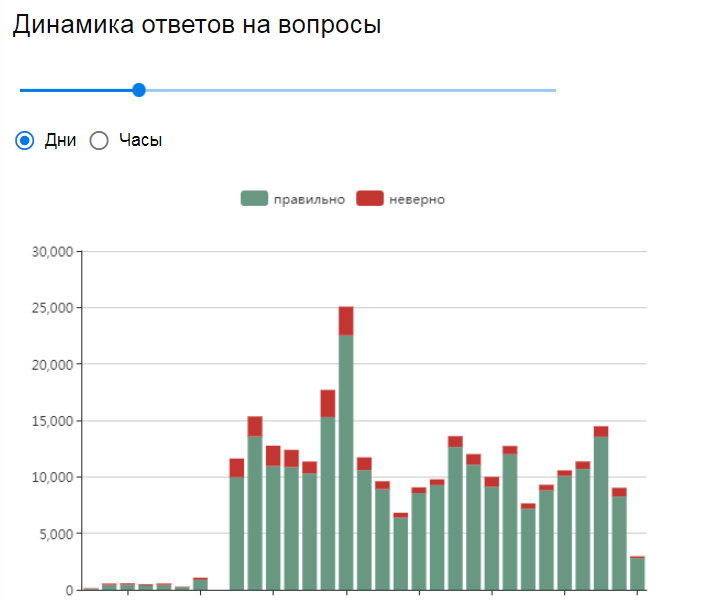 Динамика ответов на вопросы
Дни Часы
правильно неверно
30,000
25,000
20,000
15,000
10,000
5,000
0